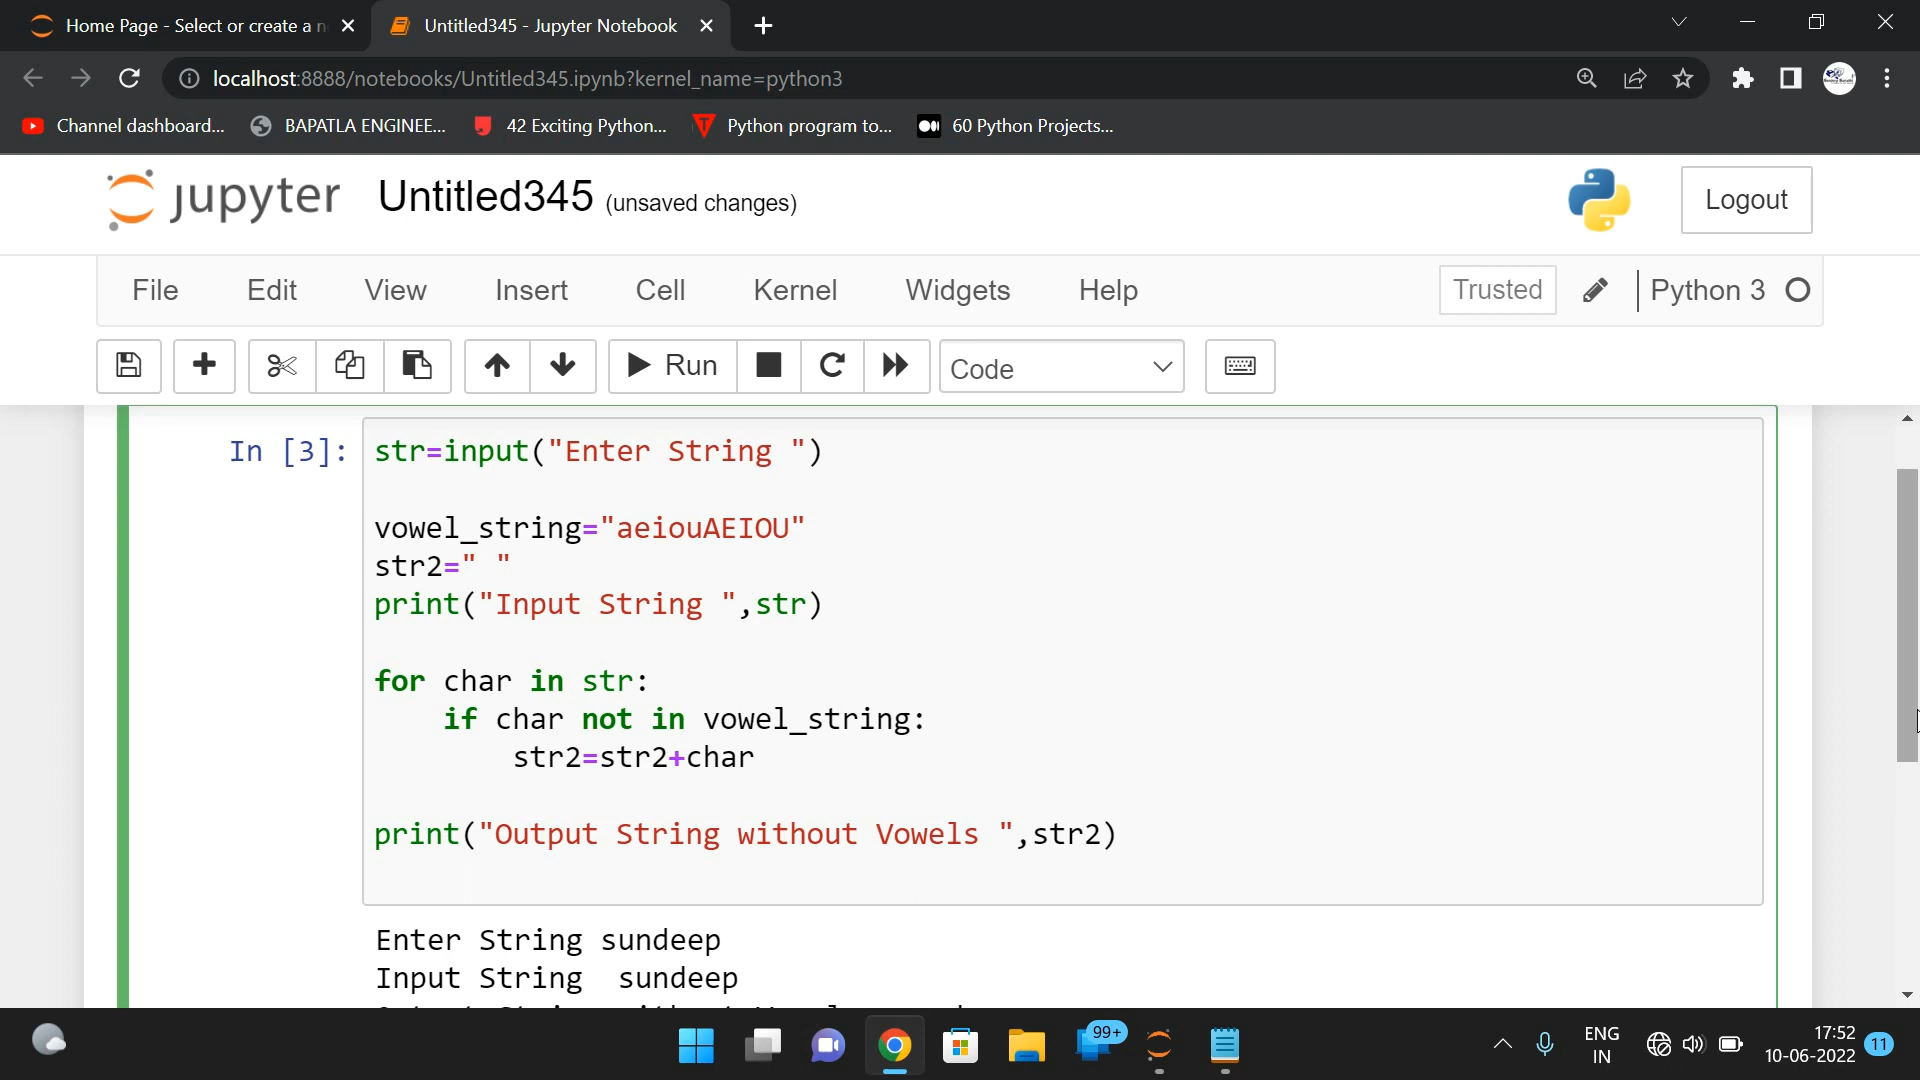 Home Page - Select or create a n
Untitled345 - Jupyter Notebook
localhost:8888/notebooks/Untitled345.ipynb?kernel_name=python3
Channel dashboard...
BAPATLA ENGINEE...
42 Exciting Python...
Python program to...
60 Python Projects...
jupyter Untitled345 (unsaved changes)
Logout
File Edit View Insert Cell Kernel Widgets Help
Trusted
Python 3
Run
Code
In [3]:
str=input("Enter String ")
vowel_string="aeiouAEIOU"
str2=" "
print("Input String ",str)
for char in str:
    if char not in vowel_string:
        str2=str2+char
print("Output String without Vowels ",str2)
Enter String sundeep
Input String  sundeep
99+
ENG
IN
17:52
10-06-2022
11